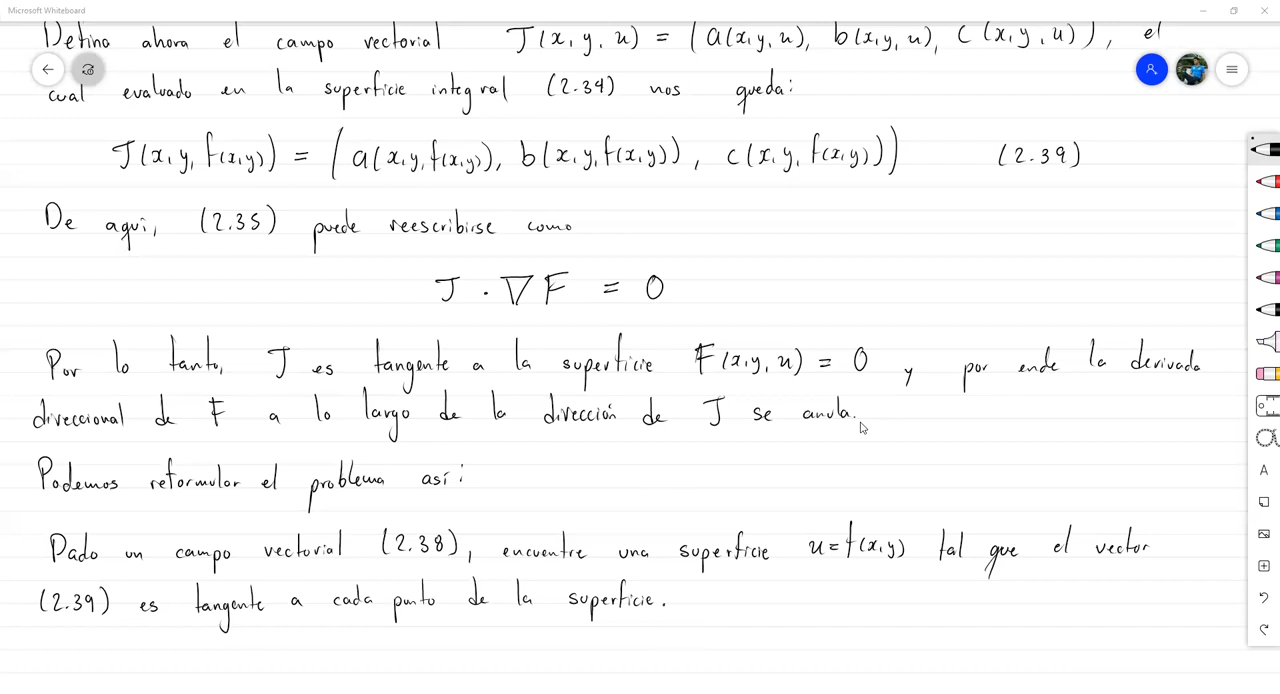 Microsoft Whiteboard
Defino ahora el campo vectorial J(x,y,u) = (a(x,y,u), b(x,y,u), c(x,y,u)), el
cual evaluado en la superficie integral (2.34) nos queda:
J(x,y,f(x,y)) = (a(x,y,f(x,y)), b(x,y,f(x,y)), c(x,y,f(x,y))) (2.39)
De aquí, (2.35) puede reescribirse como
J · ∇F = 0
Por lo tanto, J es tangente a la superficie F(x,y,u) = 0 y por ende la derivada
direccional de F a lo largo de la dirección de J se anula.
Podemos reformular el problema así:
Dado un campo vectorial (2.38), encuentre una superficie u=f(x,y) tal que el vector
(2.39) es tangente a cada punto de la superficie.
A